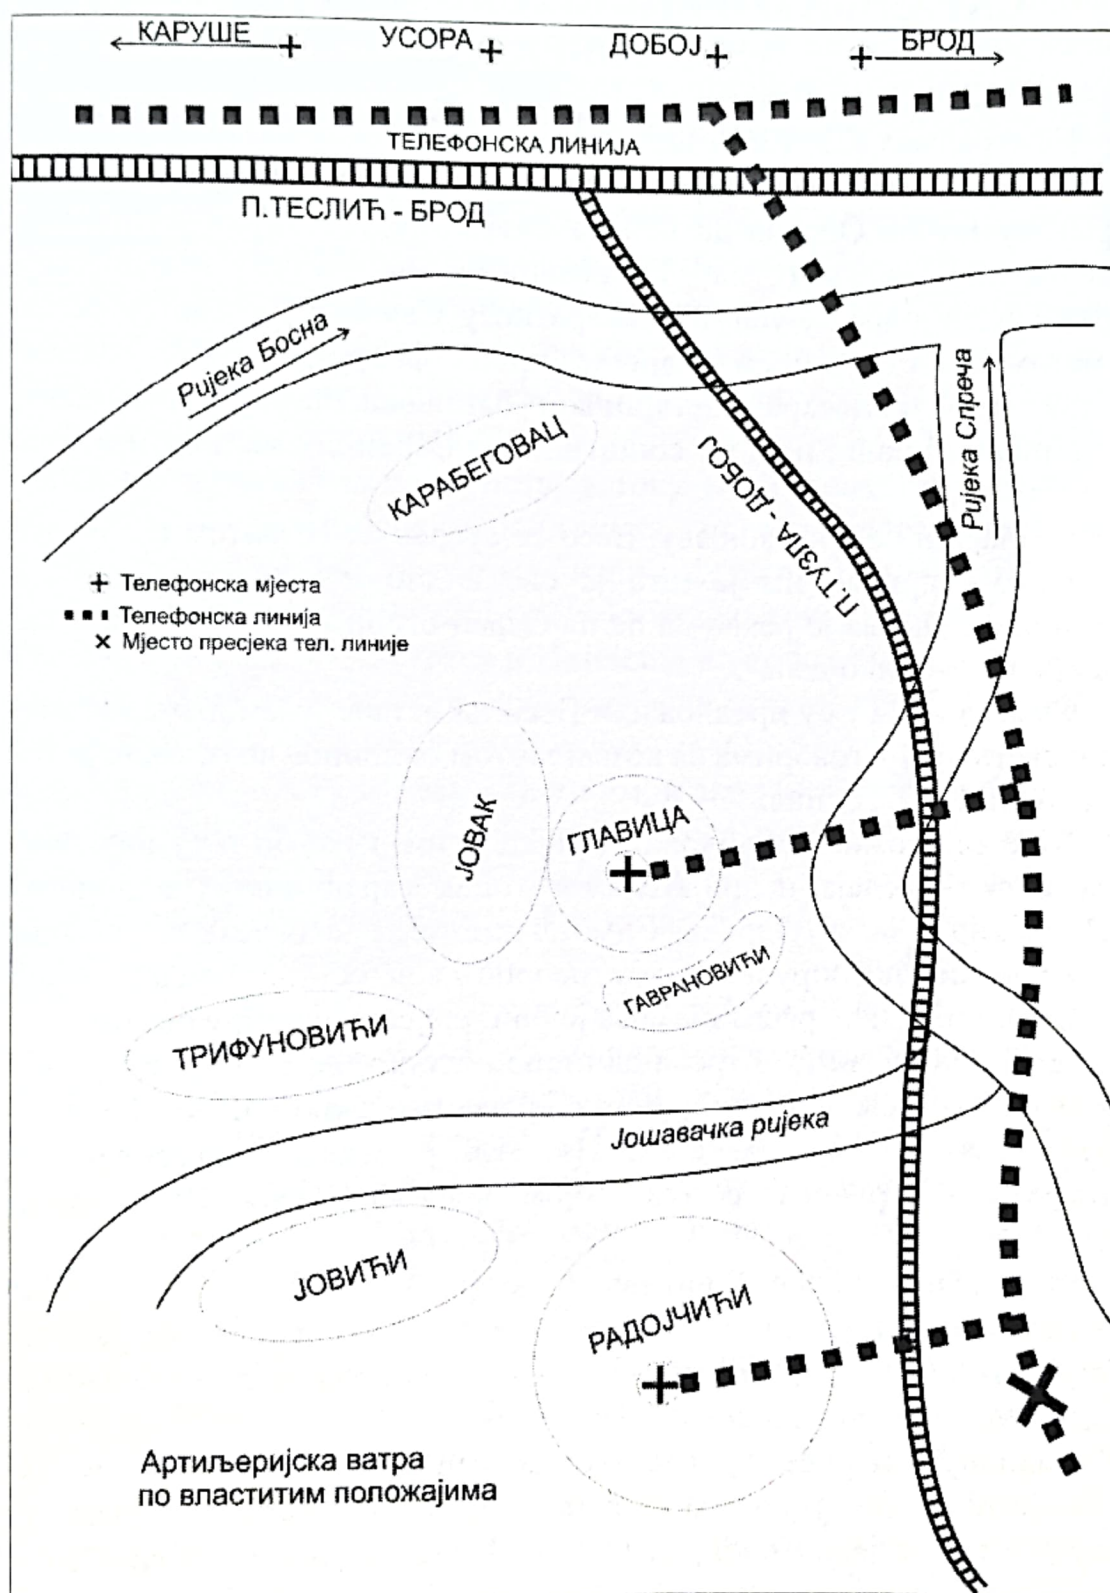 КАРУШЕ
УСОРА
ДОБОЈ
БРОД
ТЕЛЕФОНСКА ЛИНИЈА
П.ТЕСЛИЋ - БРОД
Ријека Босна
Ријека Спреча
КАРАБЕГОВАЦ
П.ТУЗЛА - ДОБОЈ
Телефонска мјеста
Телефонска линија
Мјесто пресјека тел. линије
ЈОВАК
ГЛАВИЦА
ГАВРАНОВИЋИ
ТРИФУНОВИЋИ
Јошавачка ријека
ЈОВИЋИ
РАДОЈЧИЋИ
Артиљеријска ватра
по властитим положајима